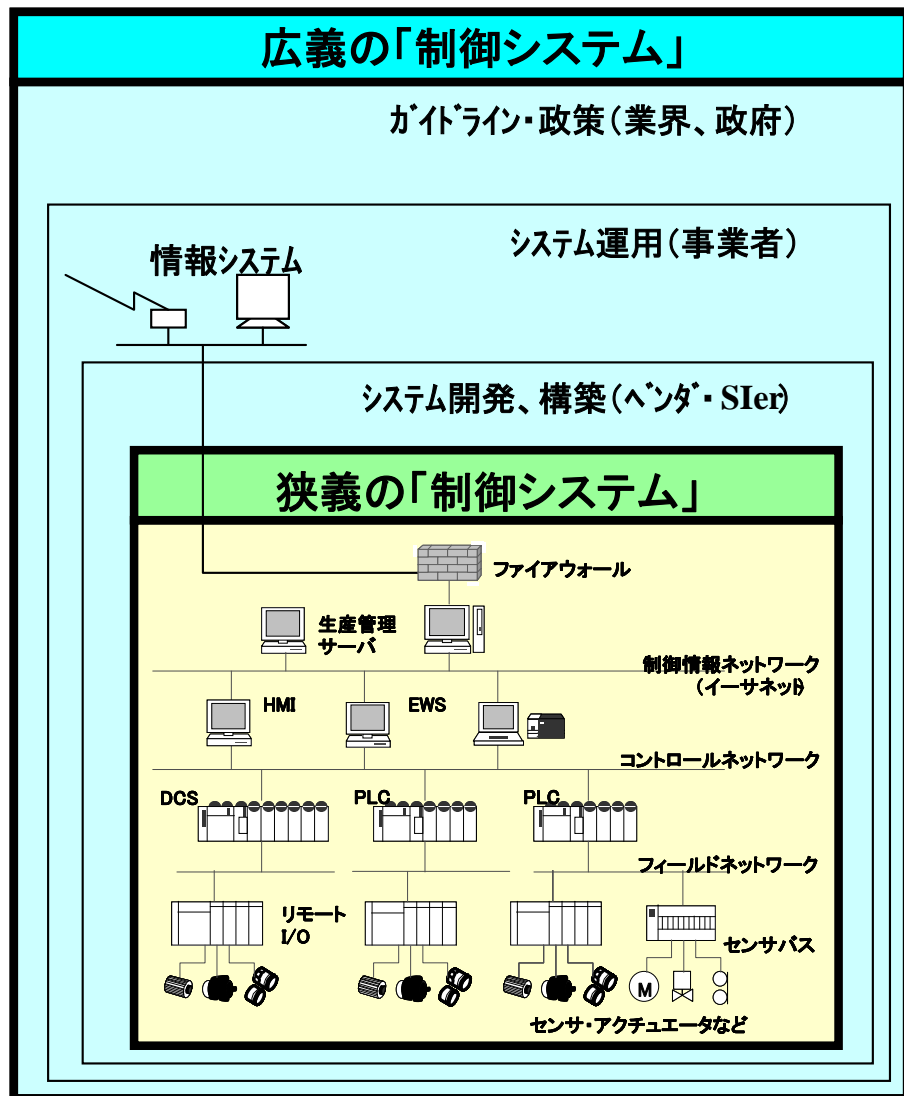 広義の「制御システム」
ガイドライン・政策(業界、政府)
システム運用(事業者)
情報システム
システム開発、構築(ベンダ・SIer)
狭義の「制御システム」
ファイアウォール
生産管理
サーバ
制御情報ネットワーク
(イーサネット)
HMI
EWS
コントロールネットワーク
DCS
PLC
PLC
フィールドネットワーク
リモート
I/O
センサバス
M
センサ・アクチュエータなど